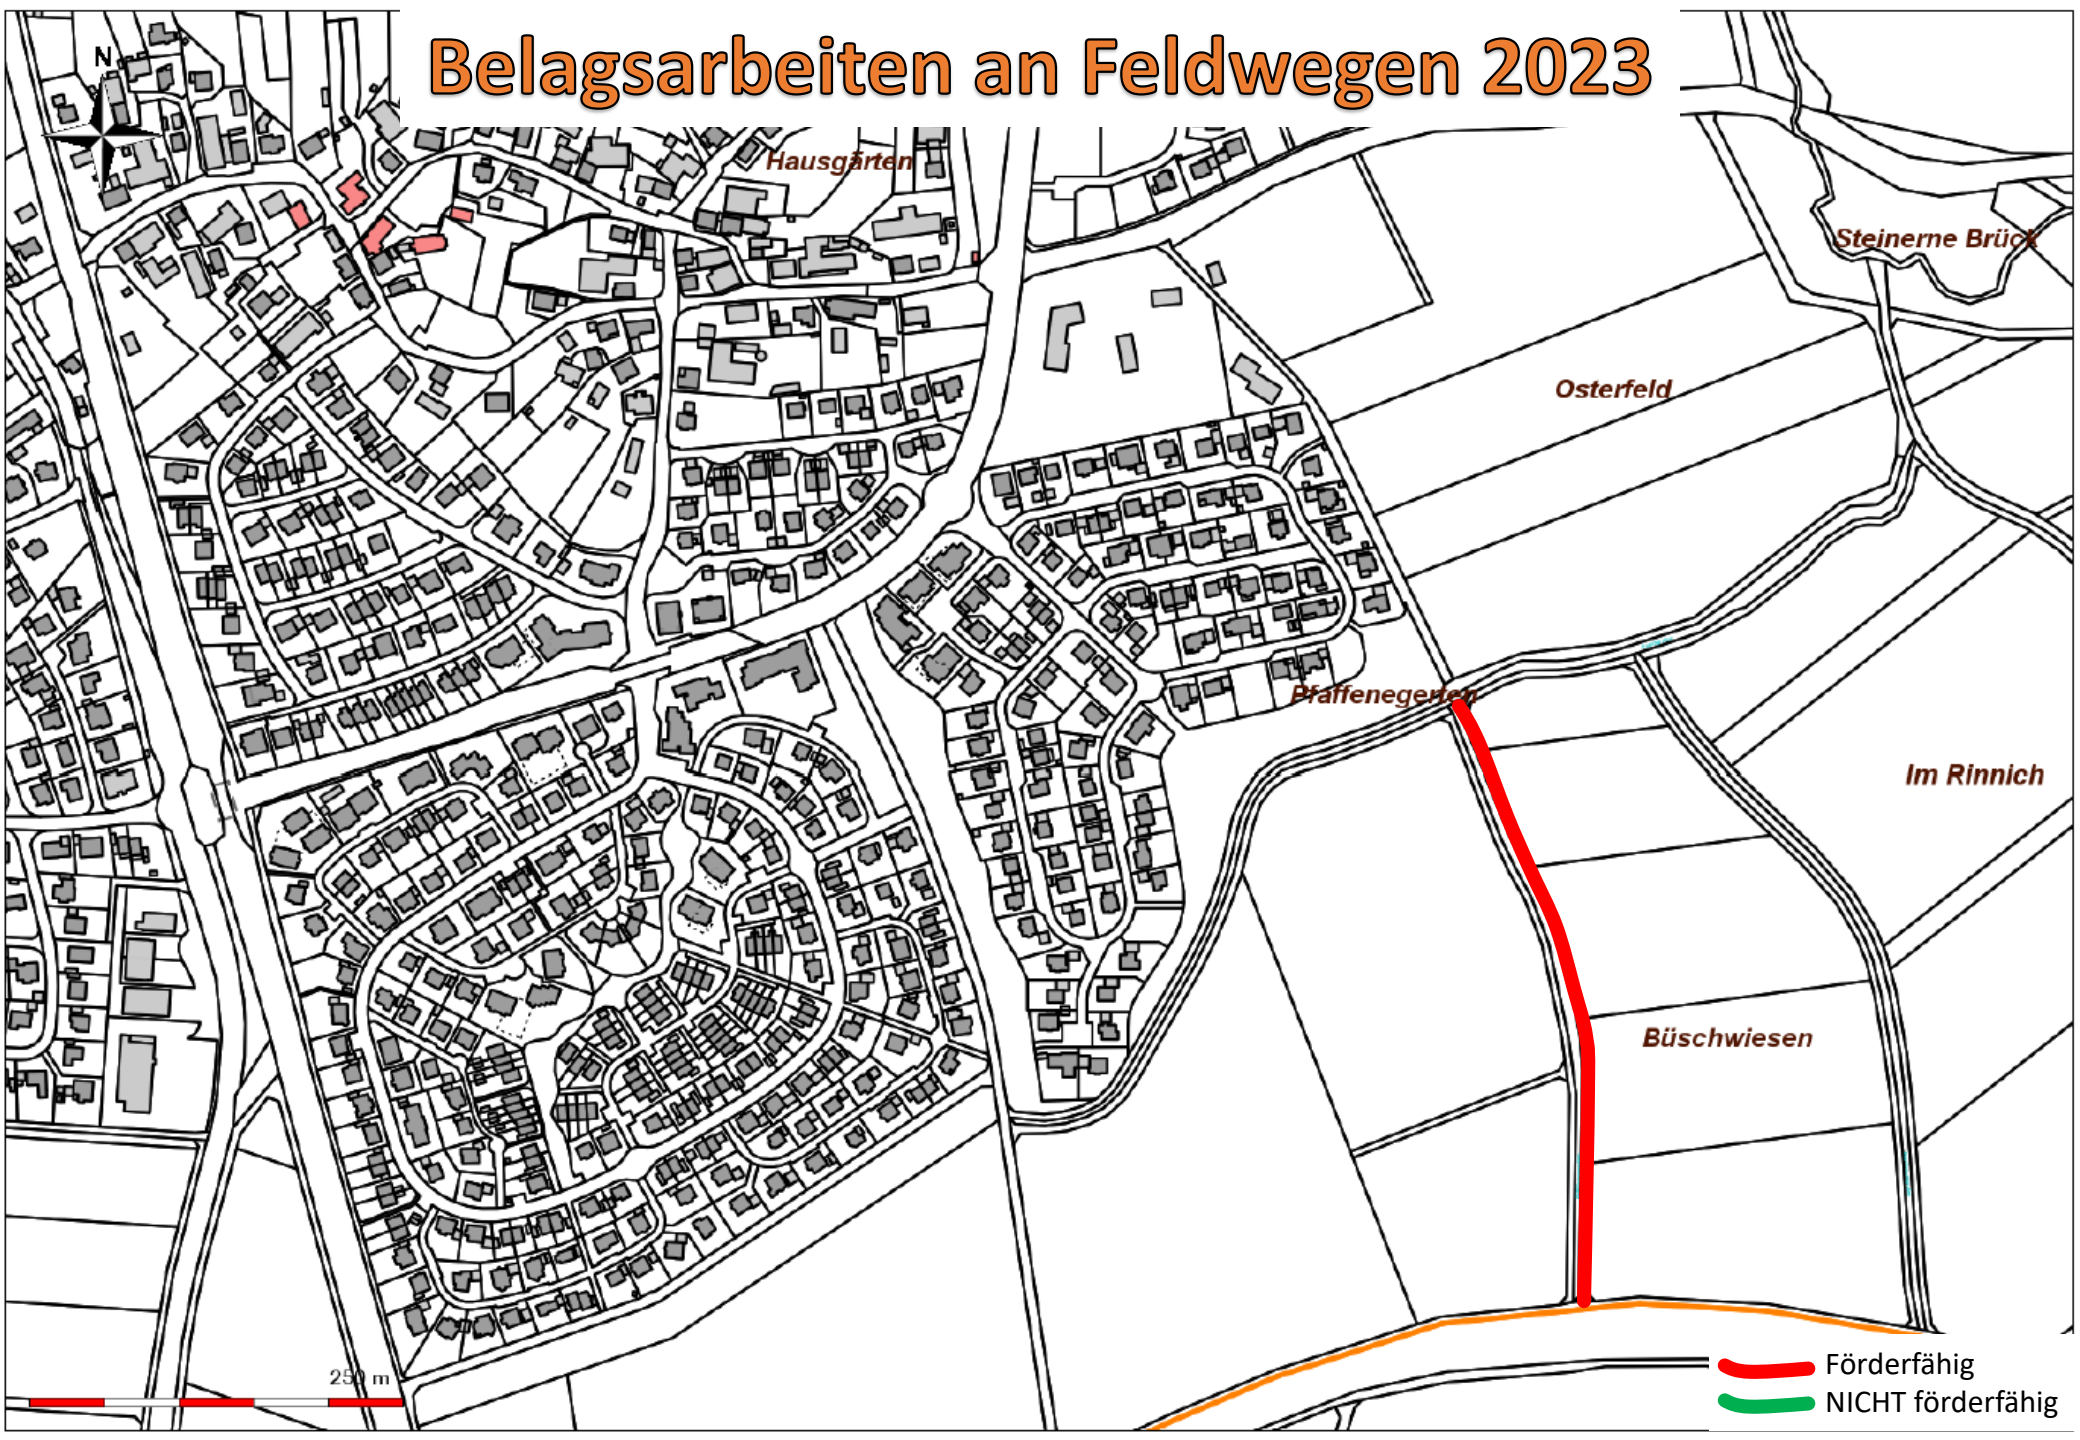 Belagsarbeiten an Feldwegen 2023
N
Hausgärten
Steinerne Brück
Osterfeld
Pfaffenegerten
Im Rinnich
Büschwiesen
250 m
Förderfähig
NICHT förderfähig